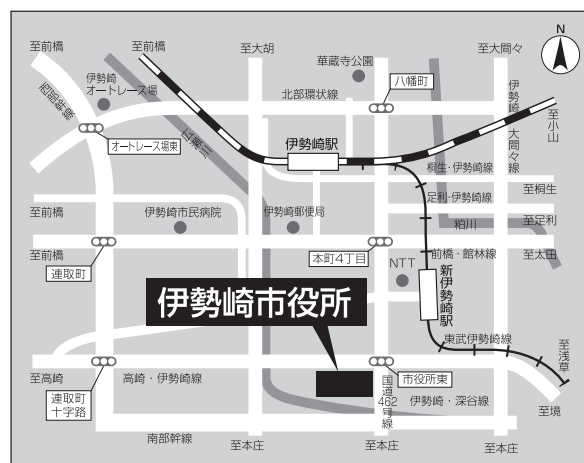 至前橋
至前橋
至大胡
華蔵寺公園
至大間々
N
伊勢崎
オートレース場
西部幹線
八幡町
北部環状線
伊勢崎・大間々線
至小山
オートレース場東
広瀬川
伊勢崎駅
桐生・伊勢崎線
至桐生
足利・伊勢崎線
至前橋
伊勢崎市民病院
伊勢崎郵便局
粕川
至足利
至前橋
本町4丁目
前橋・館林線
至太田
連取町
NTT
新伊勢崎駅
伊勢崎市役所
東武伊勢崎線
至浅草
至高崎
高崎・伊勢崎線
市役所東
連取町
十字路
国道462号線
伊勢崎・深谷線
至境
南部幹線
至本庄
至本庄
至本庄